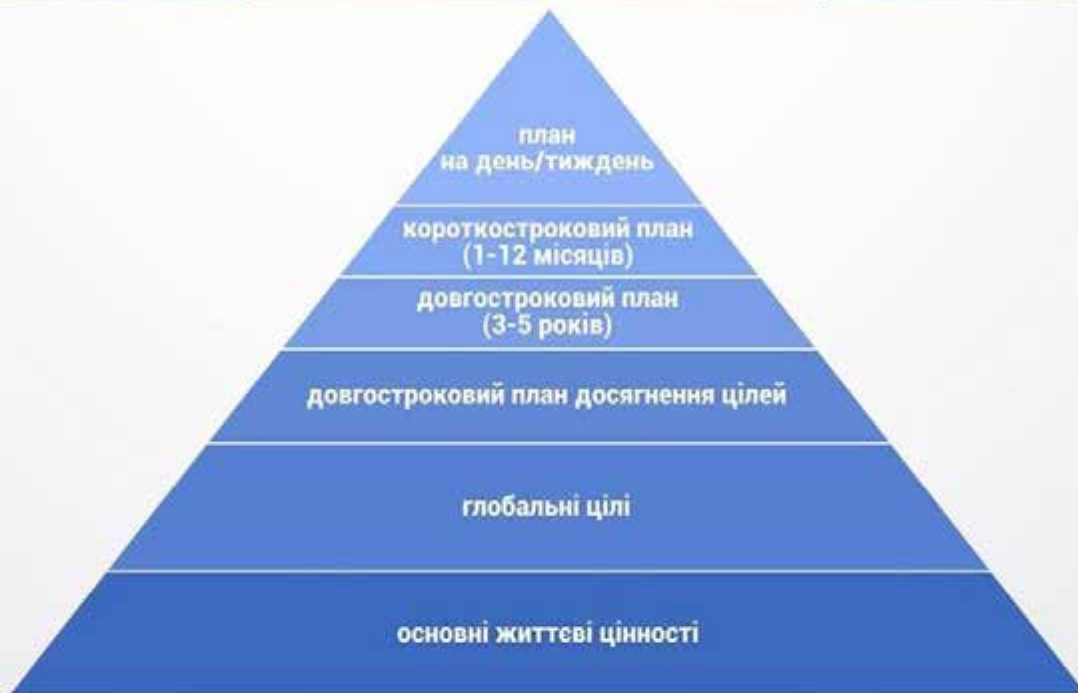 план
на день/тиждень
короткостроковий план
(1-12 місяців)
довгостроковий план
(3-5 років)
довгостроковий план досягнення цілей
глобальні цілі
основні життєві цінності